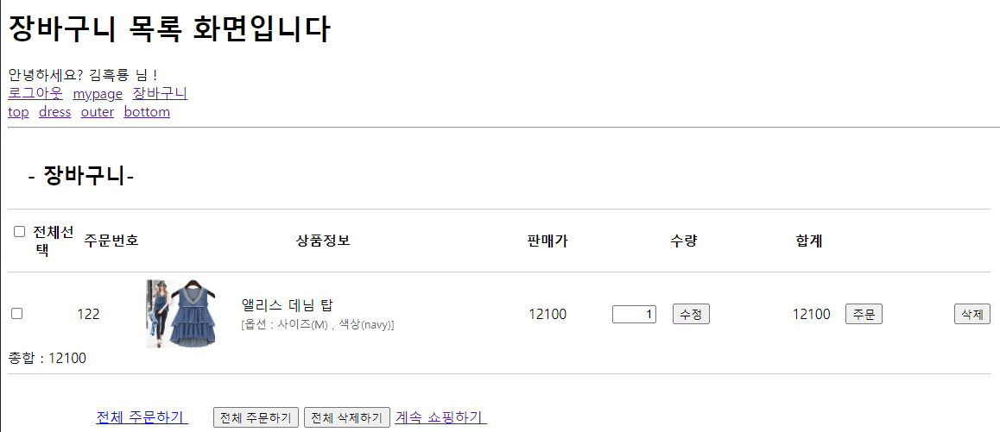 장바구니 목록 화면입니다
안녕하세요? 김흑룡 님 !
로그아웃 mypage 장바구니
top dress outer bottom
- 장바구니-
전체선택 주문번호 상품정보 판매가 수량 합계
122 앨리스 데님 탑 12100 1 수정 12100 주문 삭제
[옵션 : 사이즈(M) , 색상(navy)]
총합 : 12100
전체 주문하기 전체 주문하기 전체 삭제하기 계속 쇼핑하기